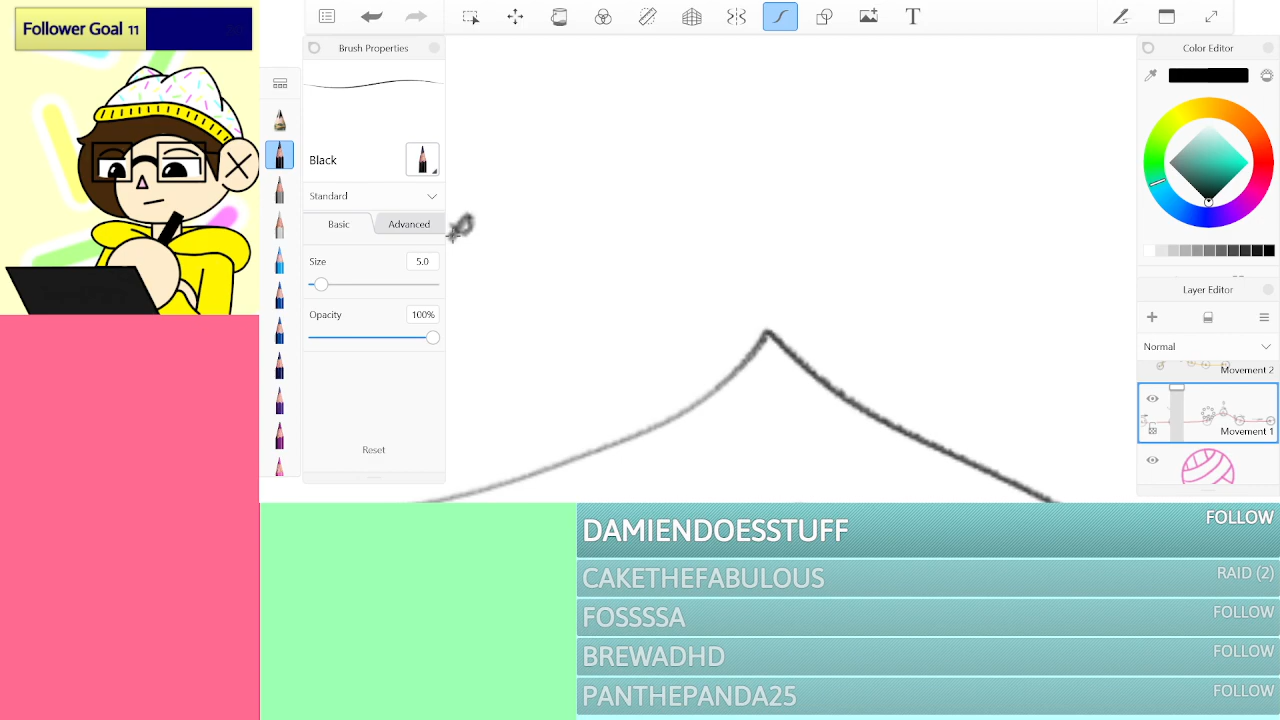 Follower Goal 11
T
Brush Properties
Black
Standard
Basic
Advanced
Size
5.0
Opacity
100%
Reset
Color Editor
Layer Editor
Normal
Movement 2
Movement 1
DAMIENDOESSTUFF FOLLOW
CAKETHEFABULOUS RAID (2)
FOSSSSA FOLLOW
BREWADHD FOLLOW
PANTHEPANDA25 FOLLOW